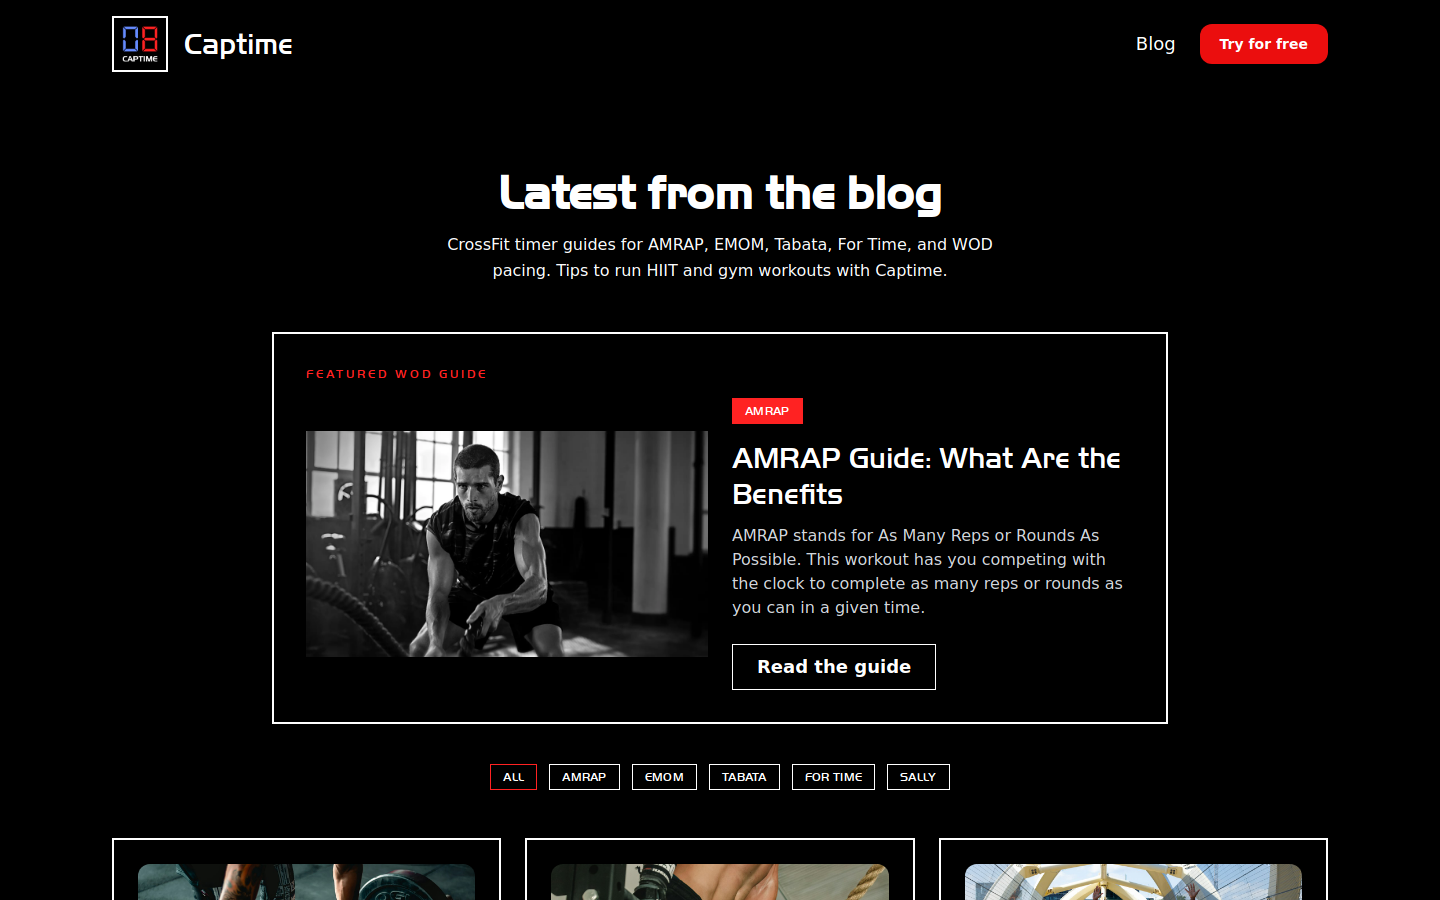 08
CAPTIME
Captime
Blog
Try for free
Latest from the blog
CrossFit timer guides for AMRAP, EMOM, Tabata, For Time, and WOD
pacing. Tips to run HIIT and gym workouts with Captime.
FEATURED WOD GUIDE
AMRAP
AMRAP Guide: What Are the
Benefits
AMRAP stands for As Many Reps or Rounds As
Possible. This workout has you competing with
the clock to complete as many reps or rounds as
you can in a given time.
Read the guide
ALL
AMRAP
EMOM
TABATA
FOR TIME
SALLY